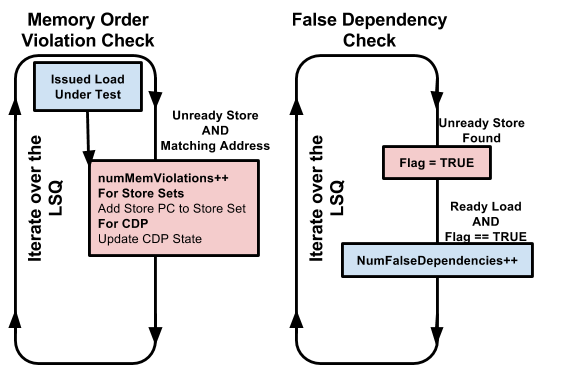 Memory Order
Violation Check
Issued Load
Under Test
Unready Store
AND
Matching Address
Iterate over the
LSQ
numMemViolations++
For Store Sets
Add Store PC to Store Set
For CDP
Update CDP State
False Dependency
Check
Unready Store
Found
Flag = TRUE
Iterate over the
LSQ
Ready Load
AND
Flag == TRUE
NumFalseDependencies++